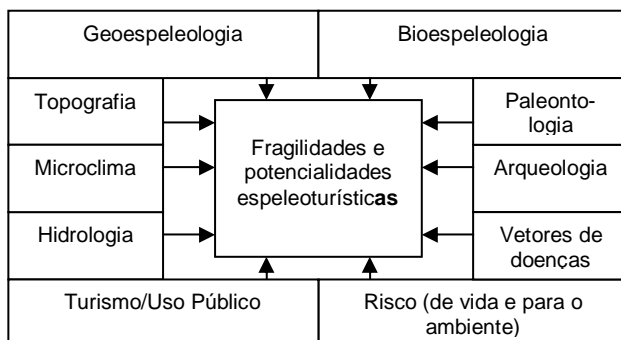 Geoespeleologia
Bioespeleologia
Topografia
Paleonto-
logia
Fragilidades e
potencialidades
espeleoturísticas
Microclima
Arqueologia
Hidrologia
Vetores de
doenças
Turismo/Uso Público
Risco (de vida e para o
ambiente)